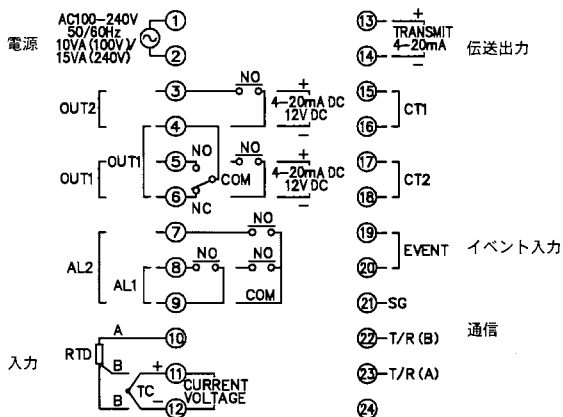 電源
AC100-240V
50/60Hz
10VA(100V)/
15VA(240V)
1
2
OUT2
3
NO
+
4-20mA DC
12V DC
−
4
OUT1
OUT1
5
NO
COM
NO
+
4-20mA DC
12V DC
−
6
NC
AL2
7
NO
AL1
8
NO
NO
9
COM
入力
RTD
A
10
B
TC
+
11
CURRENT
VOLTAGE
B
−
12
13
+
TRANSMIT
4-20mA
伝送出力
14
−
15
CT1
16
17
CT2
18
19
EVENT
イベント入力
20
21
SG
通信
22
T/R(B)
23
T/R(A)
24